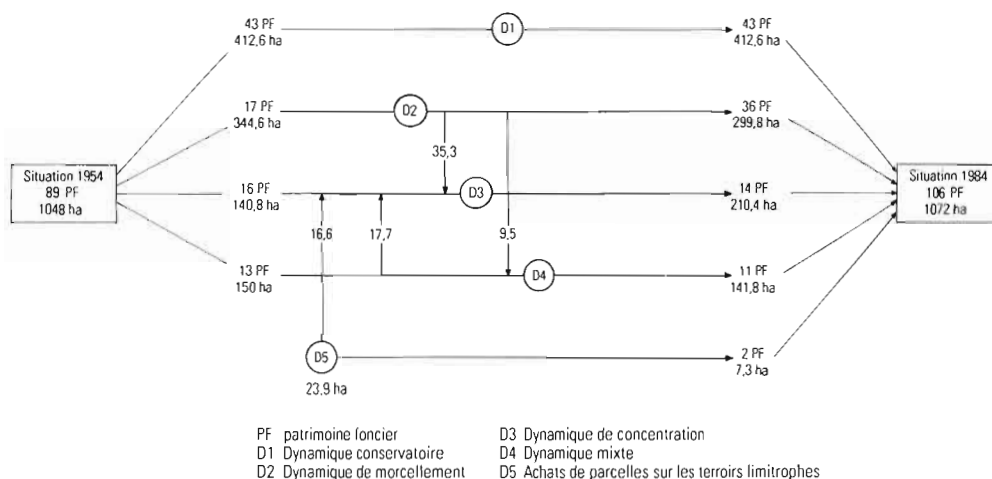 43 PF
412,6 ha
D1
43 PF
412,6 ha
17 PF
344,6 ha
D2
36 PF
299,8 ha
35,3
Situation 1954
89 PF
1048 ha
16 PF
140,8 ha
D3
14 PF
210,4 ha
Situation 1984
106 PF
1072 ha
16,6
17,7
9,5
13 PF
150 ha
D4
11 PF
141,8 ha
D5
23,9 ha
2 PF
7,3 ha
PF patrimoine foncier
D1 Dynamique conservatoire
D2 Dynamique de morcellement
D3 Dynamique de concentration
D4 Dynamique mixte
D5 Achats de parcelles sur les terroirs limitrophes